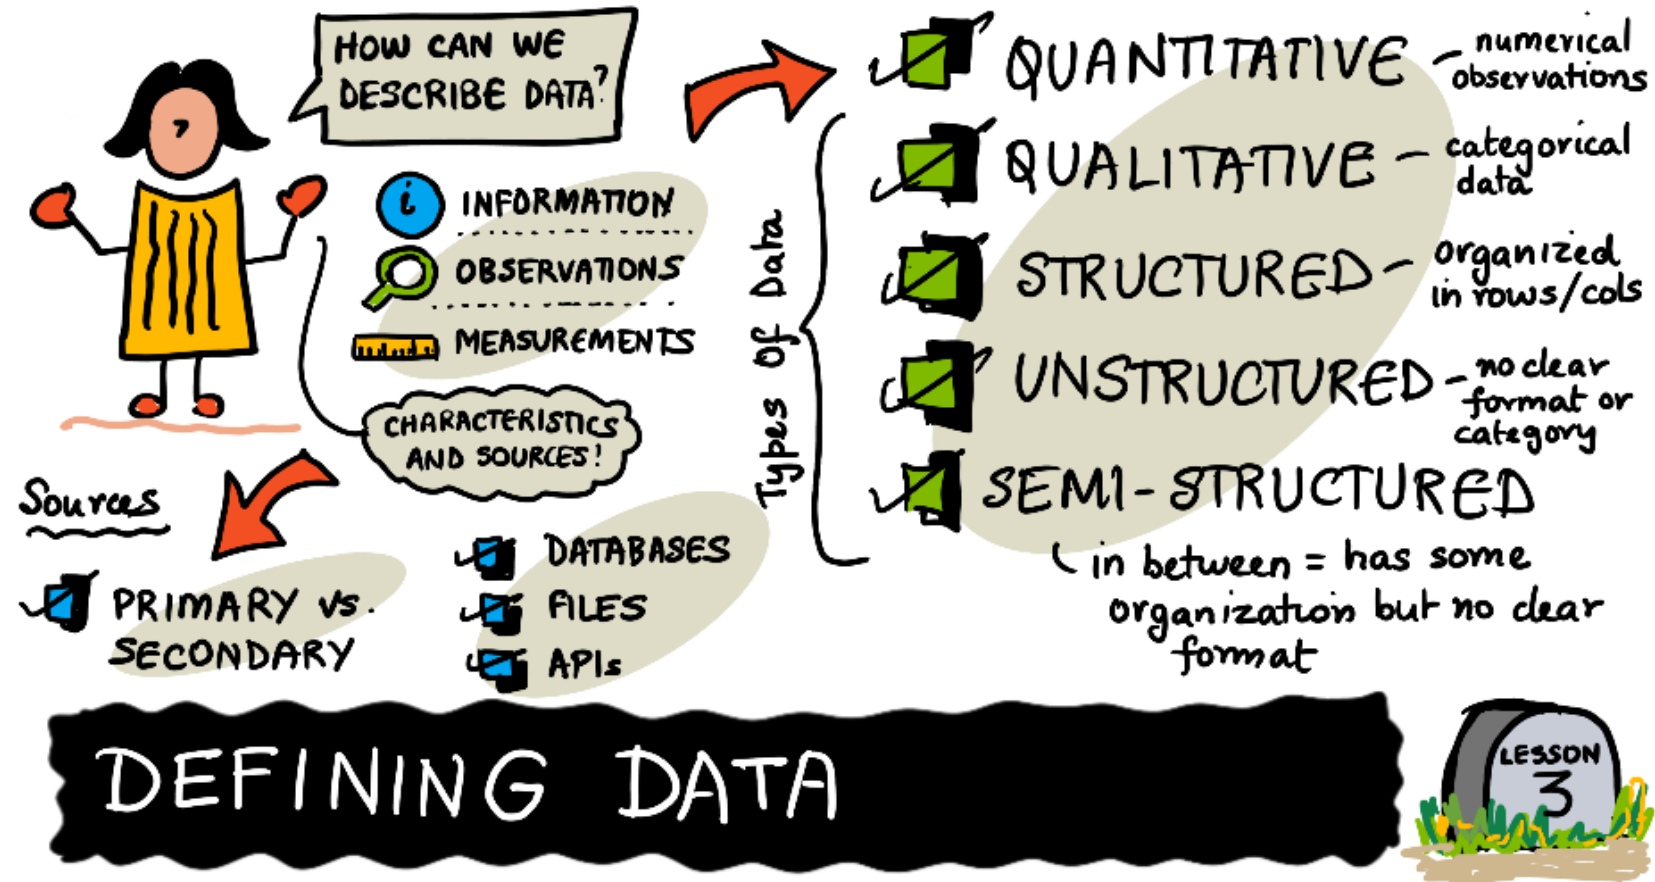 HOW CAN WE
DESCRIBE DATA?
i INFORMATION
OBSERVATIONS
MEASUREMENTS
CHARACTERISTICS
AND SOURCES!
Sources
PRIMARY vs.
SECONDARY
DATABASES
FILES
APIs
Types Of Data
QUANTITATIVE - numerical
observations
QUALITATIVE - categorical
data
STRUCTURED - organized
in rows/cols
UNSTRUCTURED - no clear
format or
category
SEMI-STRUCTURED
in between = has some
organization but no clear
format
DEFINING DATA
LESSON
3